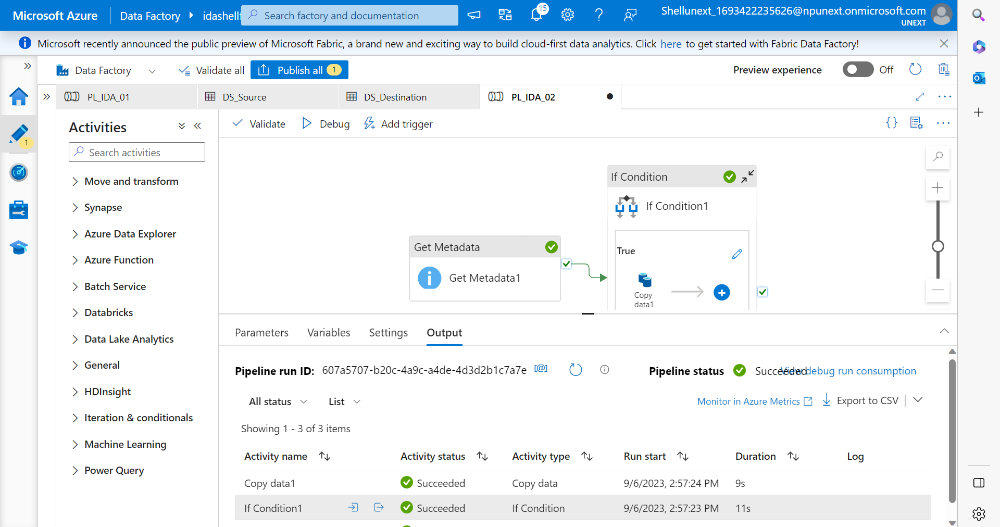 Microsoft Azure
Data Factory
idashellf
Search factory and documentation
15
Shellunext_1693422235626@npunext.onmicrosoft.com
UNEXT
Microsoft recently announced the public preview of Microsoft Fabric, a brand new and exciting way to build cloud-first data analytics. Click here to get started with Fabric Data Factory!
Data Factory
Validate all
Publish all 1
Preview experience
Off
PL_IDA_01
DS_Source
DS_Destination
PL_IDA_02
1
Activities
Search activities
Move and transform
Synapse
Azure Data Explorer
Azure Function
Batch Service
Databricks
Data Lake Analytics
General
HDInsight
Iteration & conditionals
Machine Learning
Power Query
Validate
Debug
Add trigger
{}
Get Metadata
Get Metadata1
If Condition
If Condition1
True
Copy
data1
Parameters
Variables
Settings
Output
Pipeline run ID: 607a5707-b20c-4a9c-a4de-4d3d2b1c7a7e [@]
Pipeline status Succeeded
View debug run consumption
All status
List
Monitor in Azure Metrics
Export to CSV
Showing 1 - 3 of 3 items
Activity name Activity status Activity type Run start Duration Log
Copy data1 Succeeded Copy data 9/6/2023, 2:57:24 PM 9s
If Condition1 Succeeded If Condition 9/6/2023, 2:57:23 PM 11s